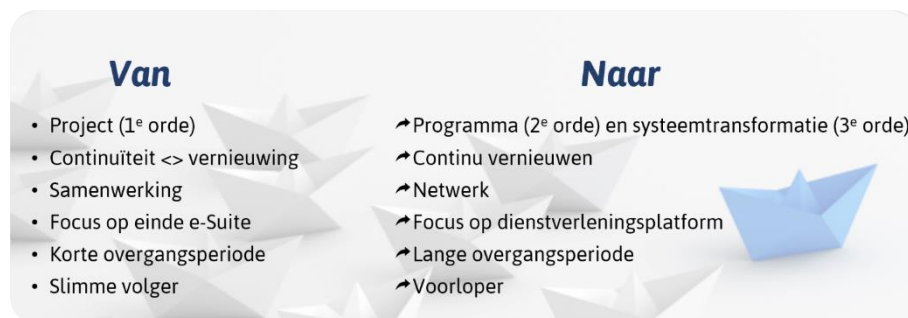 Van
• Project (1e orde)
• Continuïteit <> vernieuwing
• Samenwerking
• Focus op einde e-Suite
• Korte overgangsperiode
• Slimme volger
Naar
Programma (2e orde) en systeemtransformatie (3e orde)
Continu vernieuwen
Netwerk
Focus op dienstverleningsplatform
Lange overgangsperiode
Voorloper